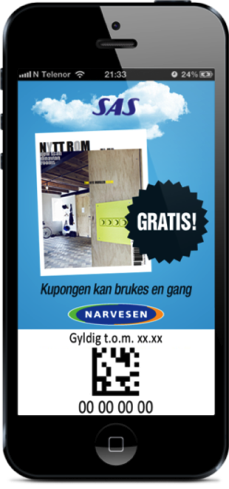 N Telenor 21:33 24%
SAS
NYTT ROM
GRATIS!
Kupongen kan brukes en gang
NARVESEN
Gyldig t.o.m. xx.xx
00 00 00 00